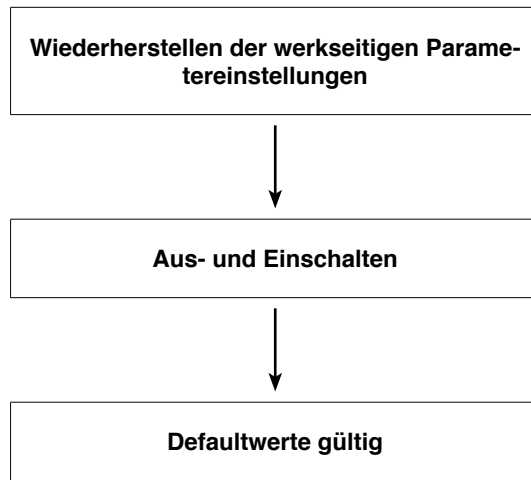 Wiederherstellen der werkseitigen Parame-
tereinstellungen
Aus- und Einschalten
Defaultwerte gültig